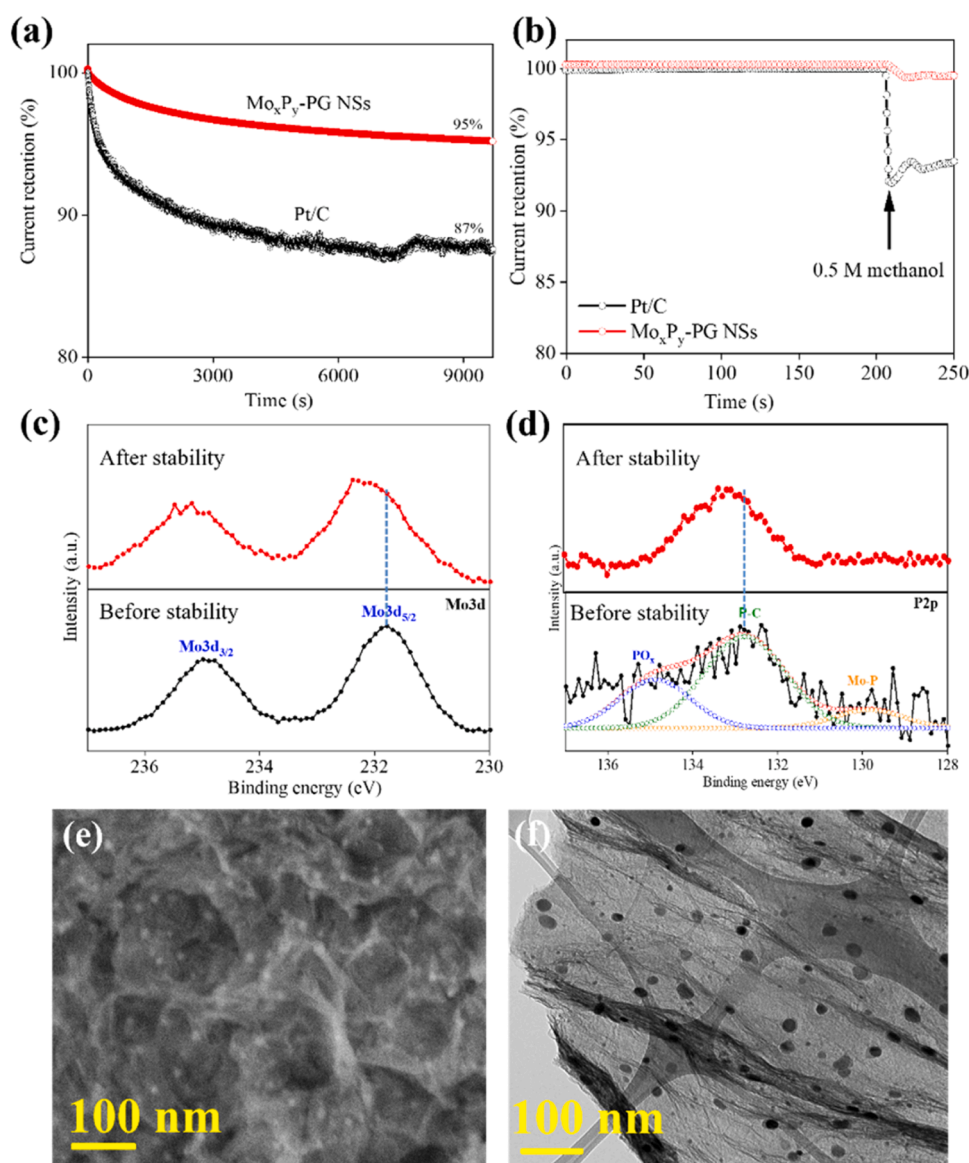 (a)
100
90
80
Current retention (%)
MoxPy-PG NSs
95%
Pt/C
87%
0 3000 6000 9000
Time (s)
(b)
100
95
90
85
80
Current retention (%)
0.5 M methanol
Pt/C
MoxPy-PG NSs
0 50 100 150 200 250
Time (s)
(c)
After stability
Before stability
Mo3d
Mo3d3/2
Mo3d5/2
Intensity (a.u.)
236 234 232 230
Binding energy (eV)
(d)
After stability
Before stability
P2p
P-C
POx
Mo-P
Intensity (a.u.)
136 134 132 130 128
Binding energy (eV)
(e)
100 nm
(f)
100 nm